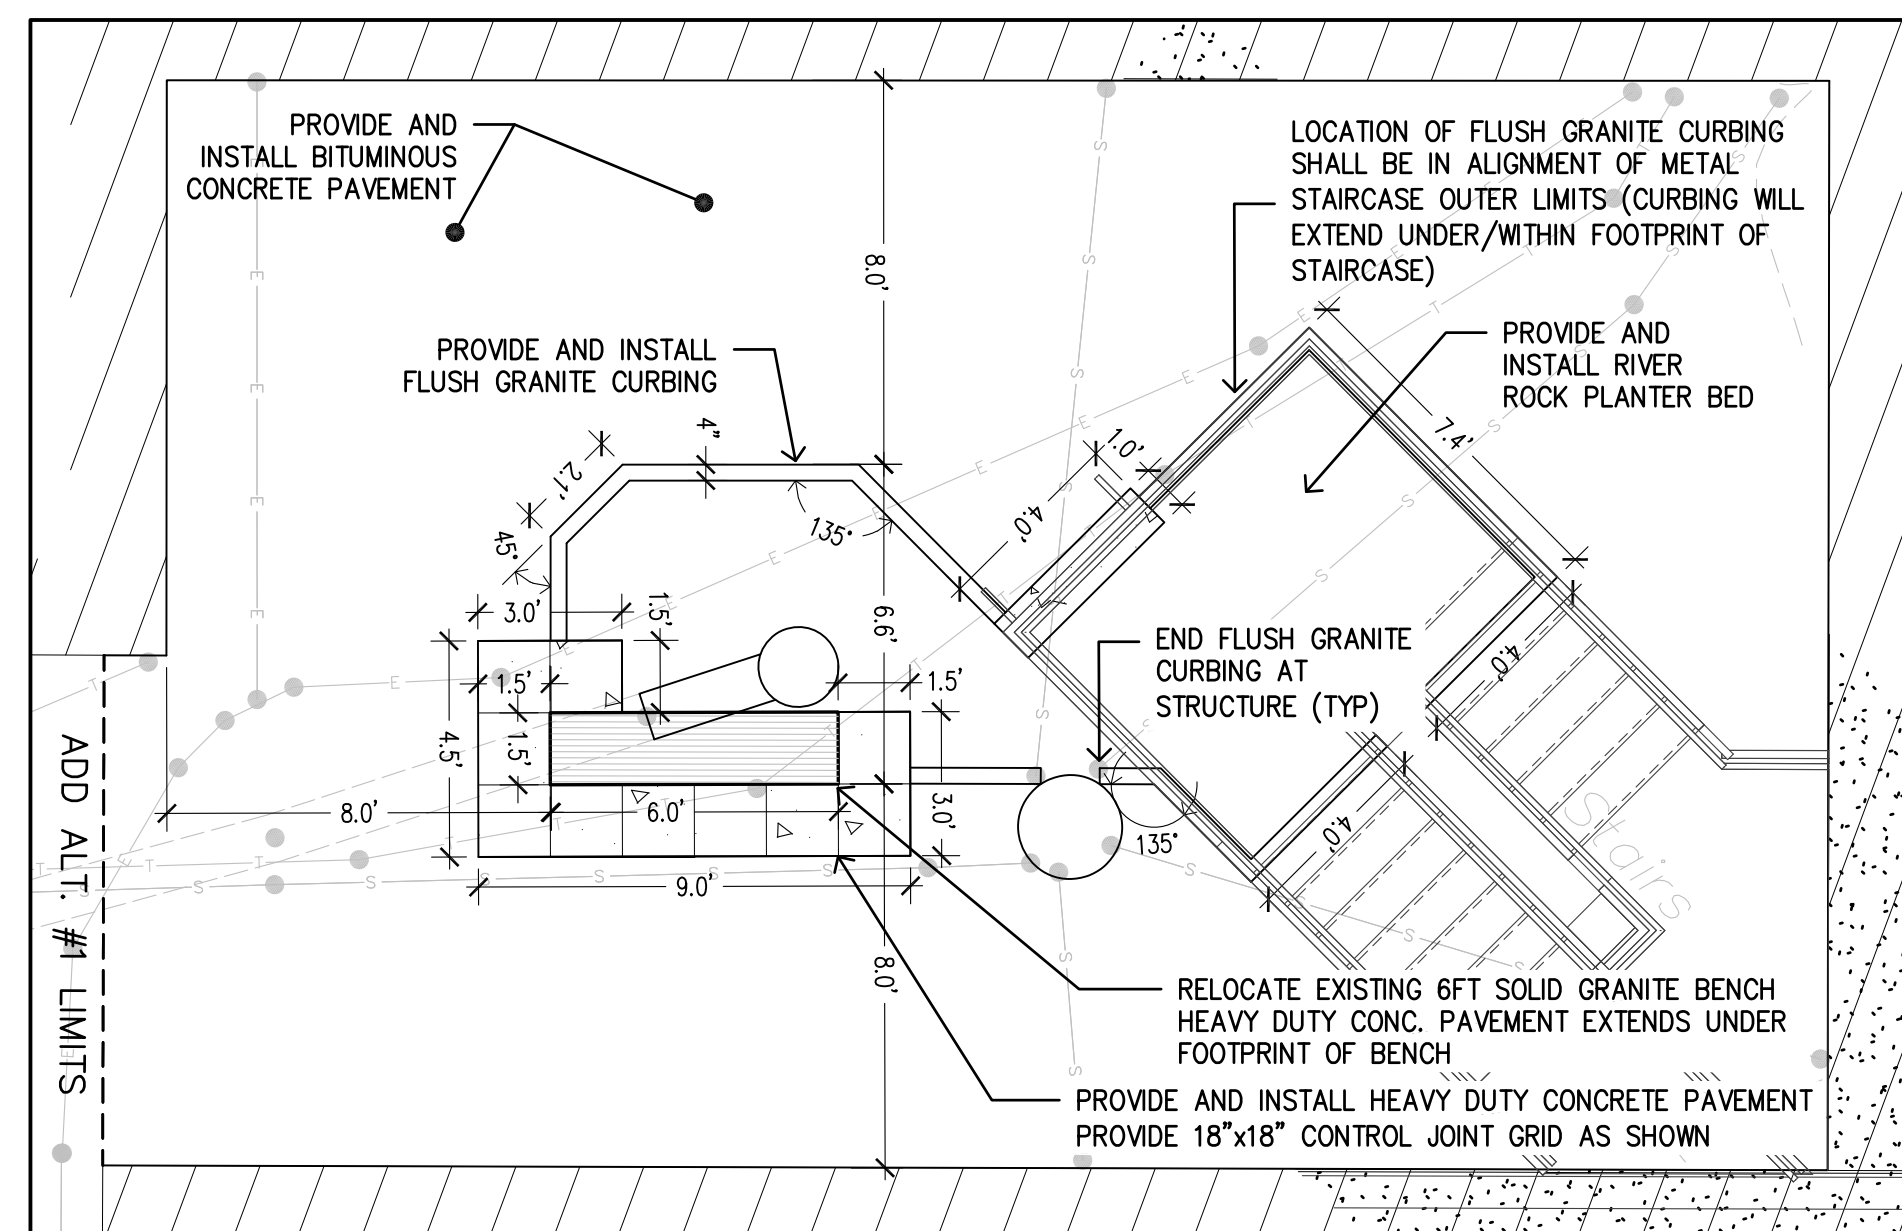 PROVIDE AND
INSTALL BITUMINOUS
CONCRETE PAVEMENT
LOCATION OF FLUSH GRANITE CURBING
SHALL BE IN ALIGNMENT OF METAL
STAIRCASE OUTER LIMITS (CURBING WILL
EXTEND UNDER/WITHIN FOOTPRINT OF
STAIRCASE)
8.0'
PROVIDE AND INSTALL
FLUSH GRANITE CURBING
PROVIDE AND
INSTALL RIVER
ROCK PLANTER BED
4"
2.1'
45°
135°
1.0'
4.0'
7.4'
3.0'
1.5'
6.6'
END FLUSH GRANITE
CURBING AT
STRUCTURE (TYP)
4.0'
1.5'
1.5'
4.5'
1.5'
8.0'
6.0'
3.0'
135°
4.0'
9.0'
Stairs
ADD ALT. #1 LIMITS
8.0'
RELOCATE EXISTING 6FT SOLID GRANITE BENCH
HEAVY DUTY CONC. PAVEMENT EXTENDS UNDER
FOOTPRINT OF BENCH
PROVIDE AND INSTALL HEAVY DUTY CONCRETE PAVEMENT
PROVIDE 18"x18" CONTROL JOINT GRID AS SHOWN